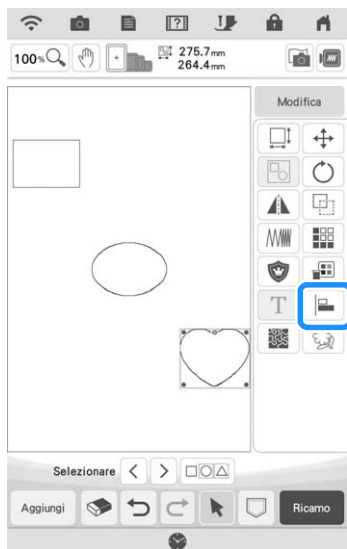 100% 275.7 mm
264.4 mm
Modifica
Selezionare
Aggiungi
Ricamo